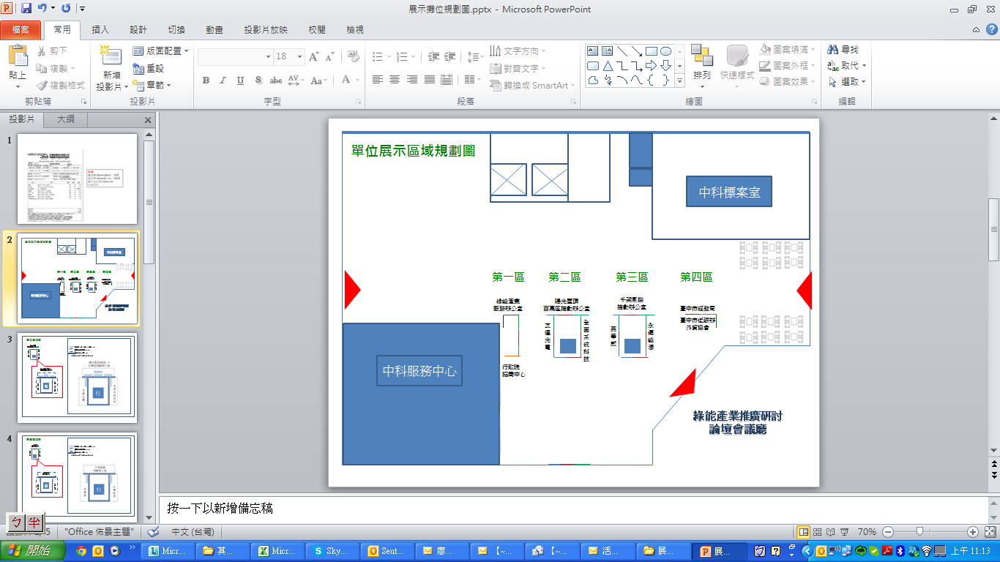 展示攤位規劃圖.pptx - Microsoft PowerPoint
檔案 常用 插入 設計 切換 動畫 投影片放映 校閱 檢視
貼上
剪下
複製
複製格式
剪貼簿
新增
投影片
版面配置
重設
章節
投影片
18
B I U S abc AV Aa A
字型
文字方向
對齊文字
轉換成 SmartArt
段落
排列
快速樣式
圖案填滿
圖案外框
圖案效果
繪圖
尋找
取代
選取
編輯
投影片 大綱
1
2
3
4
單位展示區域規劃圖
中科標案室
第一區 第二區 第三區 第四區
綠能產業
服務辦公室
陽光屋頂
百萬座推動辦公室
千架風機
推動辦公室
臺中市經發局
臺中市低碳辦
外貿協會
友達光電
全面系統科技
英華威
永傳能源
行政院
招商中心
中科服務中心
綠能產業推廣研討
論壇會議廳
按一下以新增備忘稿
ㄅ 半
"Office 佈景主題" 中文 (台灣) 70%
開始 Micr... 其... Micr... Sky... Sent... 廖... 【~... 【~... 活... 展... 展... 上午 11:13